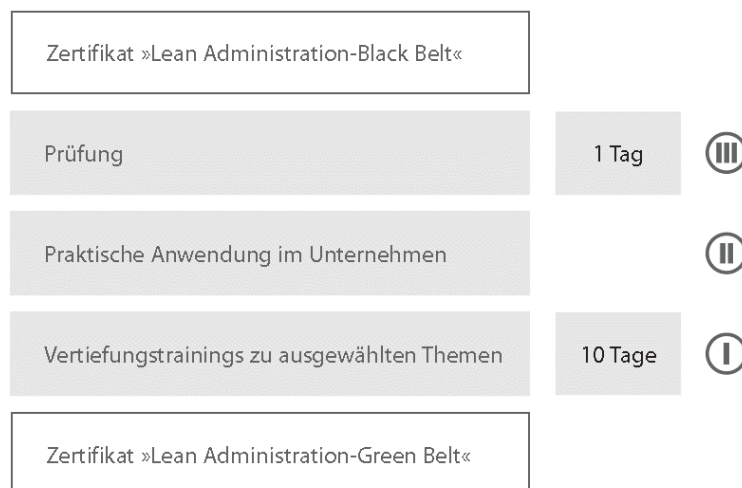 Zertifikat »Lean Administration-Black Belt«
Prüfung 1 Tag III
Praktische Anwendung im Unternehmen II
Vertiefungstrainings zu ausgewählten Themen 10 Tage I
Zertifikat »Lean Administration-Green Belt«